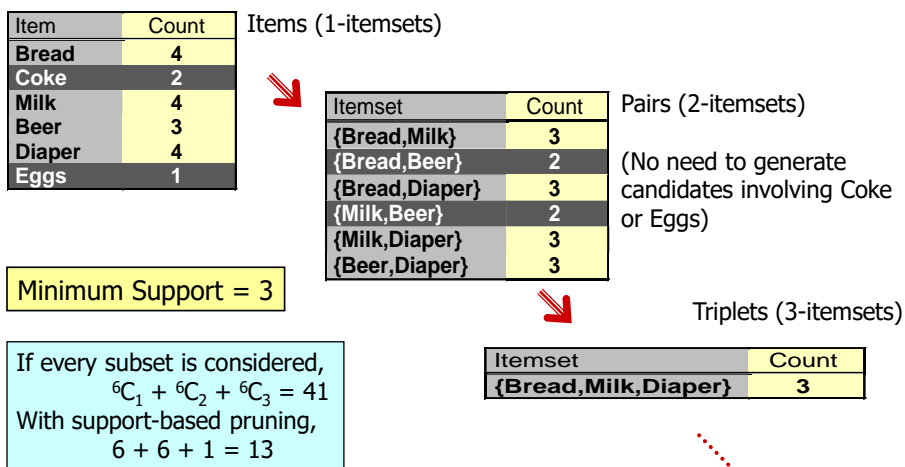 Item Count
Bread 4
Coke 2
Milk 4
Beer 3
Diaper 4
Eggs 1
Items (1-itemsets)
Itemset Count
{Bread,Milk} 3
{Bread,Beer} 2
{Bread,Diaper} 3
{Milk,Beer} 2
{Milk,Diaper} 3
{Beer,Diaper} 3
Pairs (2-itemsets)
(No need to generate
candidates involving Coke
or Eggs)
Minimum Support = 3
Triplets (3-itemsets)
Itemset Count
{Bread,Milk,Diaper} 3
If every subset is considered,
⁶C₁ + ⁶C₂ + ⁶C₃ = 41
With support-based pruning,
6 + 6 + 1 = 13